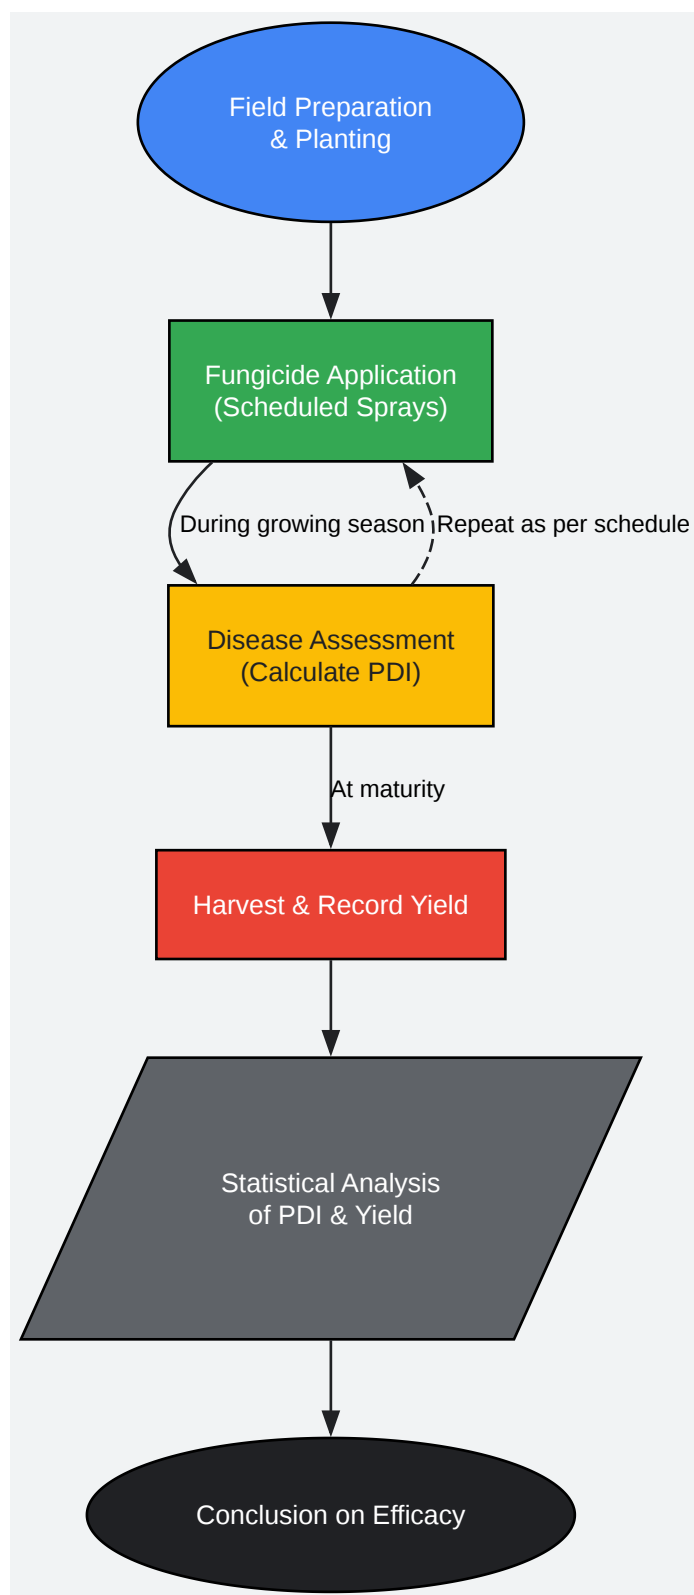 Field Preparation
& Planting
Fungicide Application
(Scheduled Sprays)
During growing season
Repeat as per schedule
Disease Assessment
(Calculate PDI)
At maturity
Harvest & Record Yield
Statistical Analysis
of PDI & Yield
Conclusion on Efficacy